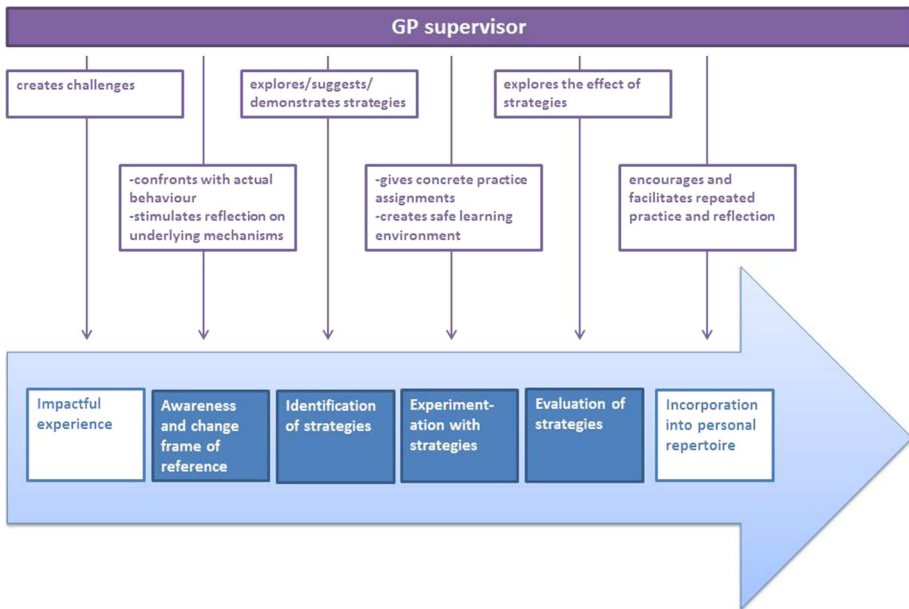 GP supervisor
creates challenges
explores/suggests/
demonstrates strategies
explores the effect of
strategies
-confronts with actual
behaviour
-stimulates reflection on
underlying mechanisms
-gives concrete practice
assignments
-creates safe learning
environment
encourages and
facilitates repeated
practice and reflection
Impactful
experience
Awareness
and change
frame of
reference
Identification
of strategies
Experiment-
ation with
strategies
Evaluation of
strategies
Incorporation
into personal
repertoire